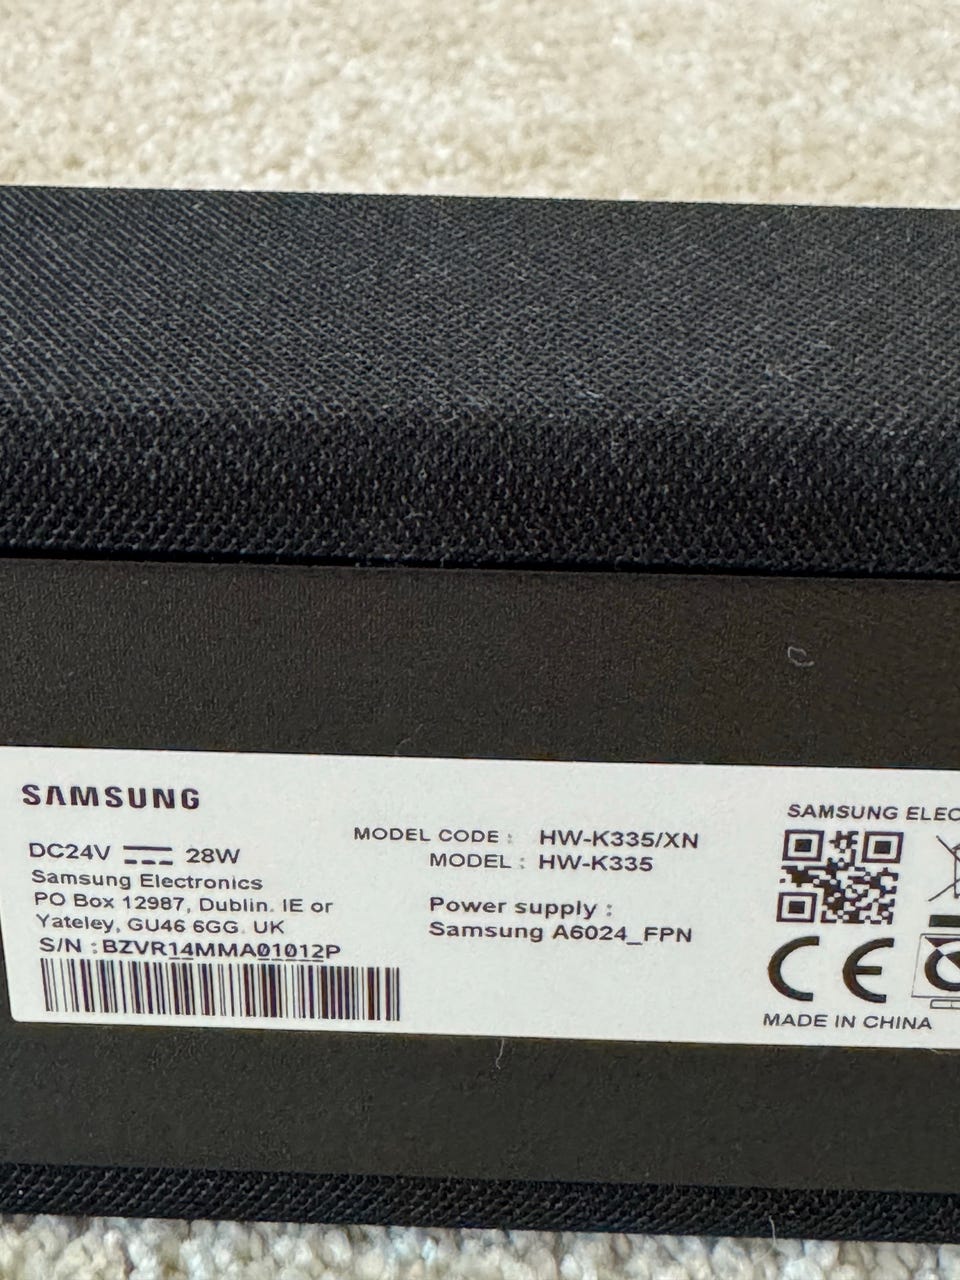 SAMSUNG
DC24V 28W
Samsung Electronics
PO Box 12987, Dublin. IE or
Yateley, GU46 6GG. UK
S/N : BZVR14MMA01012P
MODEL CODE : HW-K335/XN
MODEL : HW-K335
Power supply :
Samsung A6024_FPN
SAMSUNG ELEC
CE
MADE IN CHINA